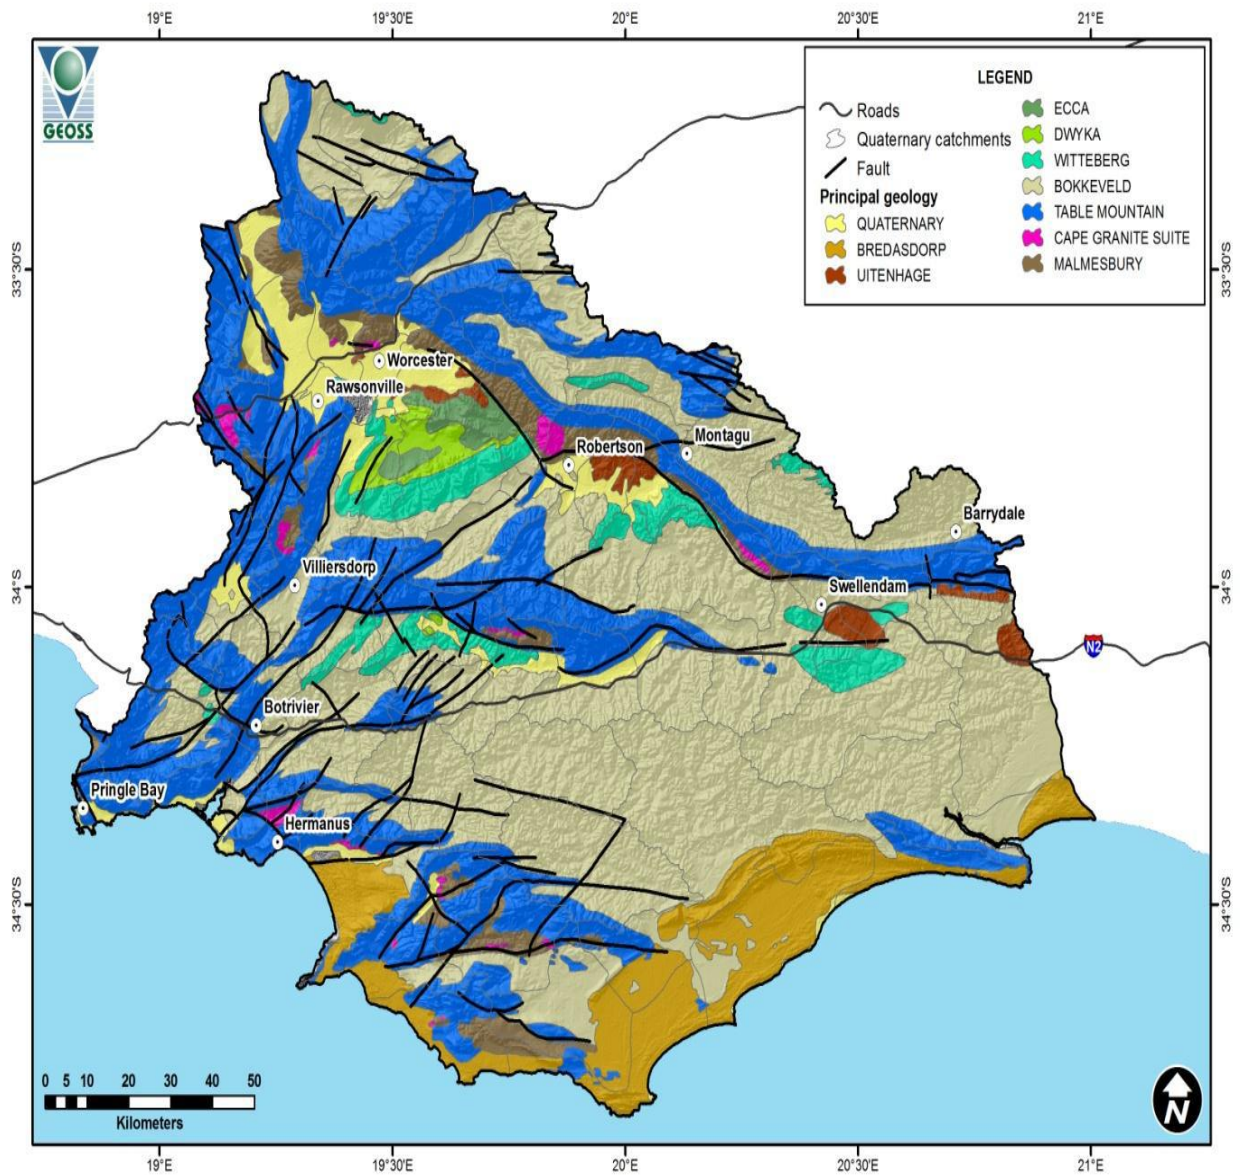 19°E
19°30'E
20°E
20°30'E
21°E
GEOSS
LEGEND
Roads
Quaternary catchments
Fault
Principal geology
QUATERNARY
BREDASDORP
UITENHAGE
ECCA
DWYKA
WITTEBERG
BOKKEVELD
TABLE MOUNTAIN
CAPE GRANITE SUITE
MALMESBURY
33°30'S
33°30'S
Worcester
Rawsonville
Robertson
Montagu
Barrydale
Villiersdorp
34°S
34°S
Swellendam
N2
Botrivier
Pringle Bay
Hermanus
34°30'S
34°30'S
0 5 10 20 30 40 50
Kilometers
N
19°E
19°30'E
20°E
20°30'E
21°E